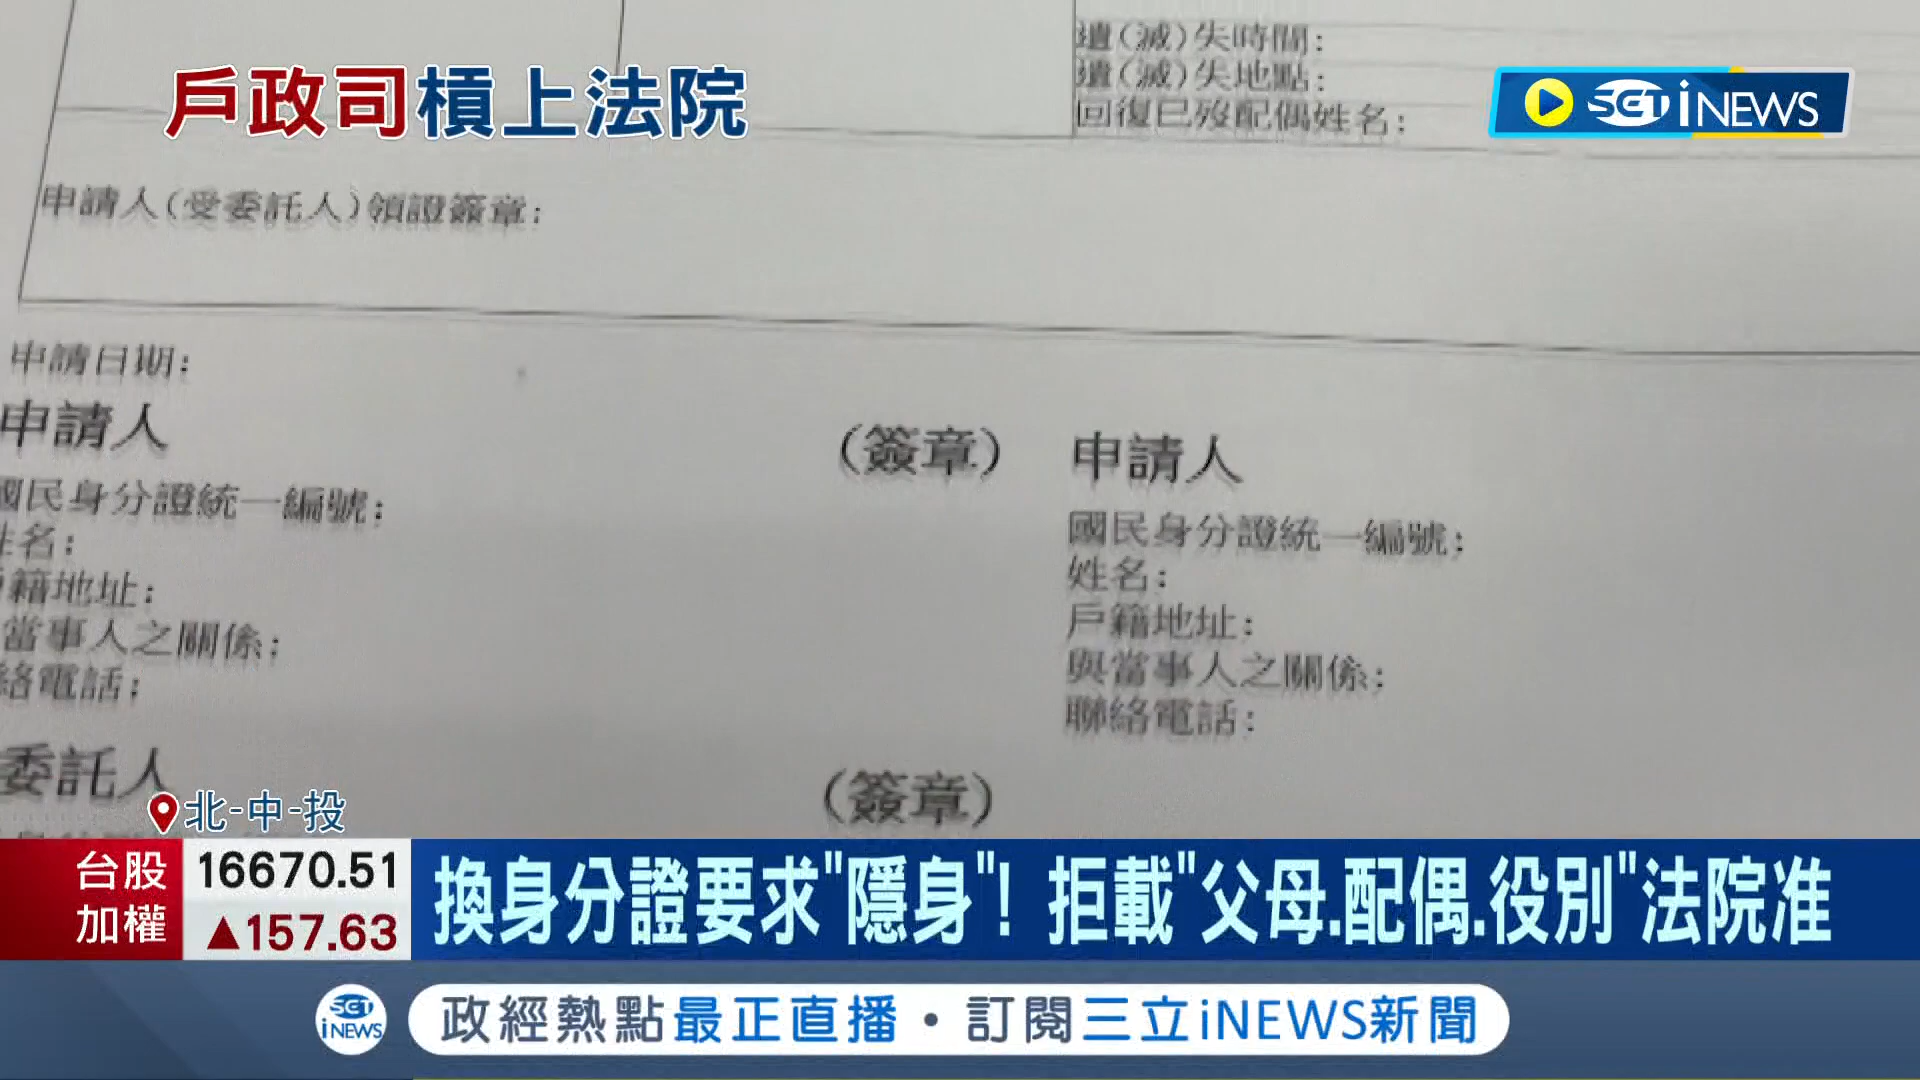 戶政司槓上法院
遺(滅)失時間:
遺(滅)失地點:
回復已歿配偶姓名:
SET iNEWS
申請人(受委託人)領證簽章:
申請日期:
申請人 (簽章)
國民身分證統一編號:
姓名:
戶籍地址:
當事人之關係:
絡電話:
申請人
國民身分證統一編號:
姓名:
戶籍地址:
與當事人之關係:
聯絡電話:
委託人 (簽章)
北-中-投
台股 16670.51
加權 ▲157.63
換身分證要求"隱身"! 拒載"父母.配偶.役別"法院准
SET iNEWS
政經熱點最正直播・訂閱三立iNEWS新聞